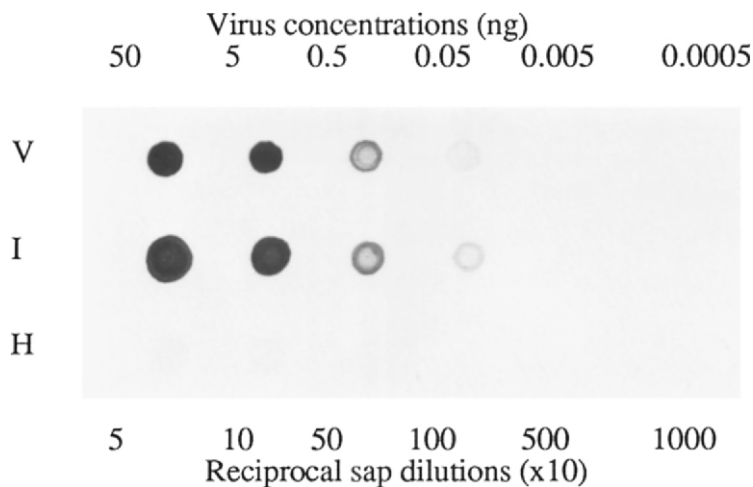 Virus concentrations (ng)
50 5 0.5 0.05 0.005 0.0005
V
I
H
5 10 50 100 500 1000
Reciprocal sap dilutions (x10)